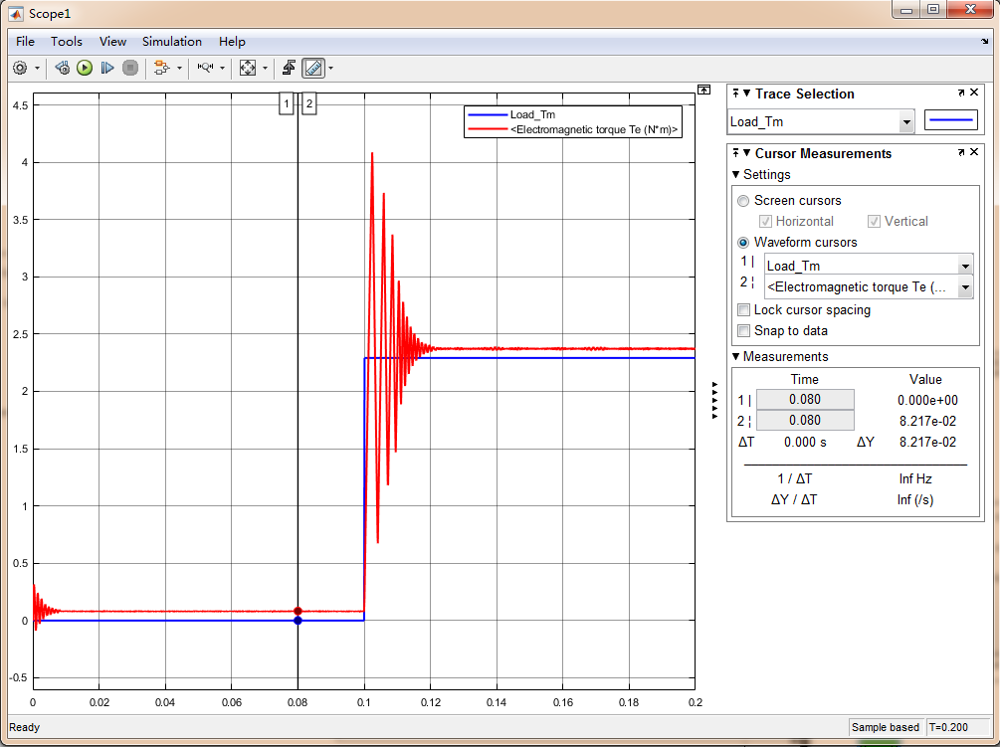 Scope1
File Tools View Simulation Help
1 2
Load_Tm
<Electromagnetic torque Te (N*m)>
4.5
4
3.5
3
2.5
2
1.5
1
0.5
0
-0.5
0 0.02 0.04 0.06 0.08 0.1 0.12 0.14 0.16 0.18 0.2
Trace Selection
Load_Tm
Cursor Measurements
Settings
Screen cursors
Horizontal Vertical
Waveform cursors
1 | Load_Tm
2 ¦ <Electromagnetic torque Te (...
Lock cursor spacing
Snap to data
Measurements
Time Value
1 | 0.080 0.000e+00
2 ¦ 0.080 8.217e-02
ΔT 0.000 s ΔY 8.217e-02
1 / ΔT Inf Hz
ΔY / ΔT Inf (/s)
Ready Sample based T=0.200